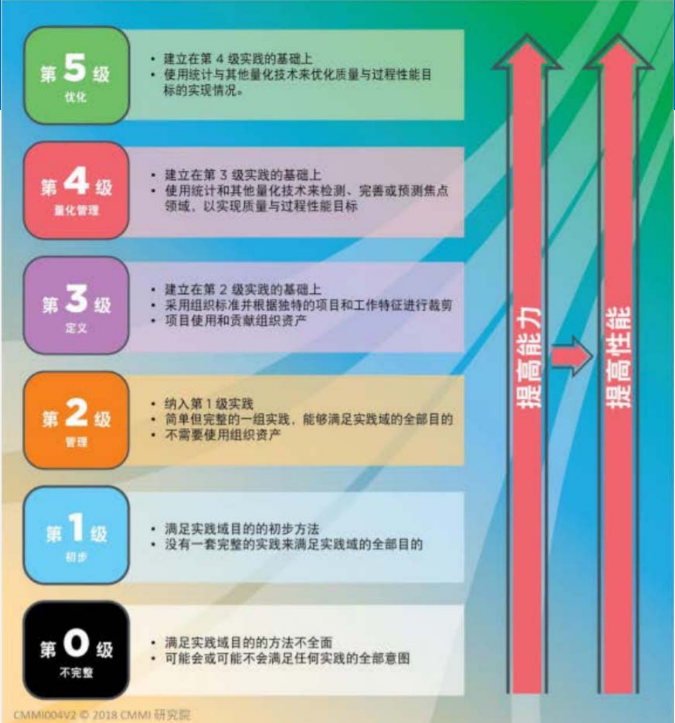 第 5 级
优化
• 建立在第 4 级实践的基础上
• 使用统计与其他量化技术来优化质量与过程性能目
标的实现情况。
第 4 级
量化管理
• 建立在第 3 级实践的基础上
• 使用统计和其他量化技术来检测、完善或预测焦点
领域，以实现质量与过程性能目标
第 3 级
定义
• 建立在第 2 级实践的基础上
• 采用组织标准并根据独特的项目和工作特征进行裁剪
• 项目使用和贡献组织资产
第 2 级
管理
• 纳入第 1 级实践
• 简单但完整的一组实践，能够满足实践域的全部目的
• 不需要使用组织资产
第 1 级
初步
• 满足实践域目的的初步方法
• 没有一套完整的实践来满足实践域的全部目的
第 0 级
不完整
• 满足实践域目的的方法不全面
• 可能会或可能不会满足任何实践的全部意图
提高能力
提高性能
CMMI004V2 © 2018 CMMI 研究院